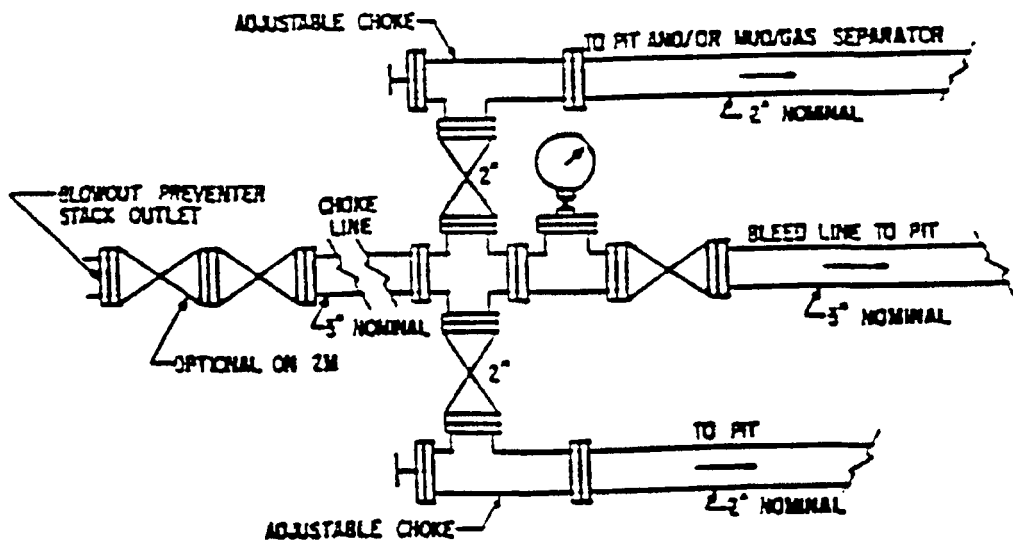 ADJUSTABLE CHOKE
TO PIT AND/OR MUD/GAS SEPARATOR
2" NOMINAL
2"
BLOWOUT PREVENTER
STACK OUTLET
CHOKE
LINE
BLEED LINE TO PIT
3" NOMINAL
3" NOMINAL
OPTIONAL ON 2M
2"
TO PIT
2" NOMINAL
ADJUSTABLE CHOKE